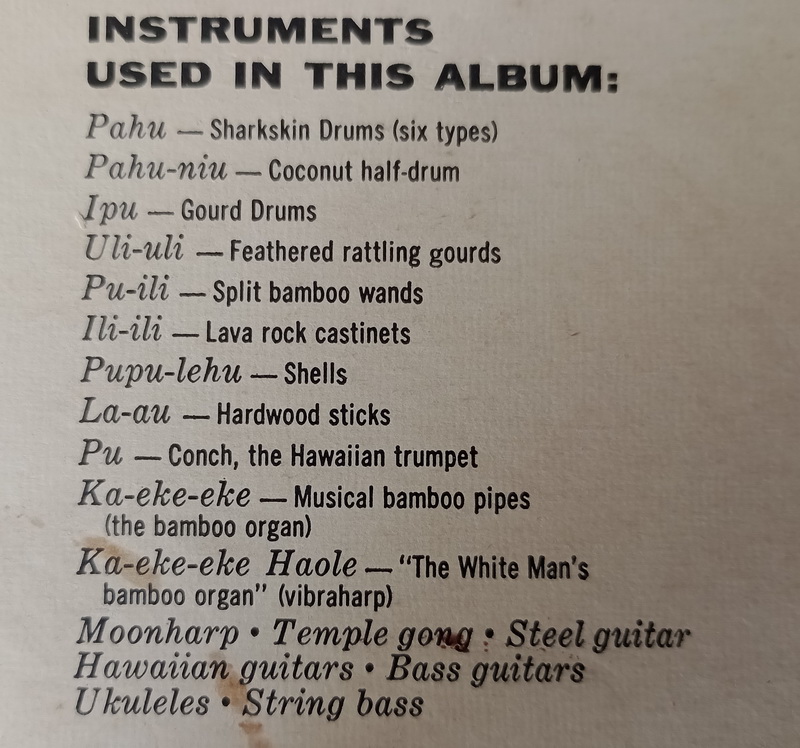 INSTRUMENTS
USED IN THIS ALBUM:
Pahu — Sharkskin Drums (six types)
Pahu-niu — Coconut half-drum
Ipu — Gourd Drums
Uli-uli — Feathered rattling gourds
Pu-ili — Split bamboo wands
Ili-ili — Lava rock castinets
Pupu-lehu — Shells
La-au — Hardwood sticks
Pu — Conch, the Hawaiian trumpet
Ka-eke-eke — Musical bamboo pipes
(the bamboo organ)
Ka-eke-eke Haole — “The White Man's
bamboo organ” (vibraharp)
Moonharp • Temple gong • Steel guitar
Hawaiian guitars • Bass guitars
Ukuleles • String bass